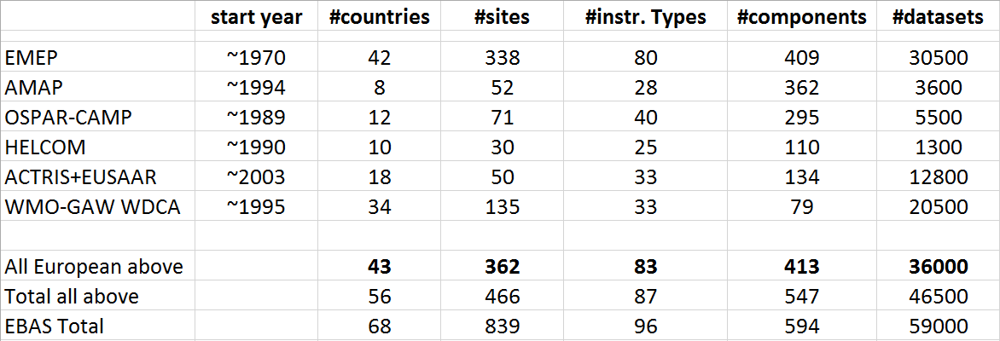 start year #countries #sites #instr. Types #components #datasets
EMEP ~1970 42 338 80 409 30500
AMAP ~1994 8 52 28 362 3600
OSPAR-CAMP ~1989 12 71 40 295 5500
HELCOM ~1990 10 30 25 110 1300
ACTRIS+EUSAAR ~2003 18 50 33 134 12800
WMO-GAW WDCA ~1995 34 135 33 79 20500
All European above 43 362 83 413 36000
Total all above 56 466 87 547 46500
EBAS Total 68 839 96 594 59000